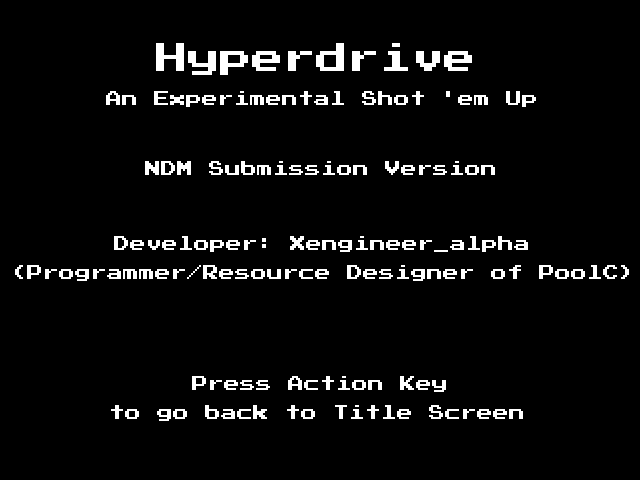 Hyperdrive
An Experimental Shot 'em Up
NDM Submission Version
Developer: Xengineer_alpha
(Programmer/Resource Designer of PoolC)
Press Action Key
to go back to Title Screen